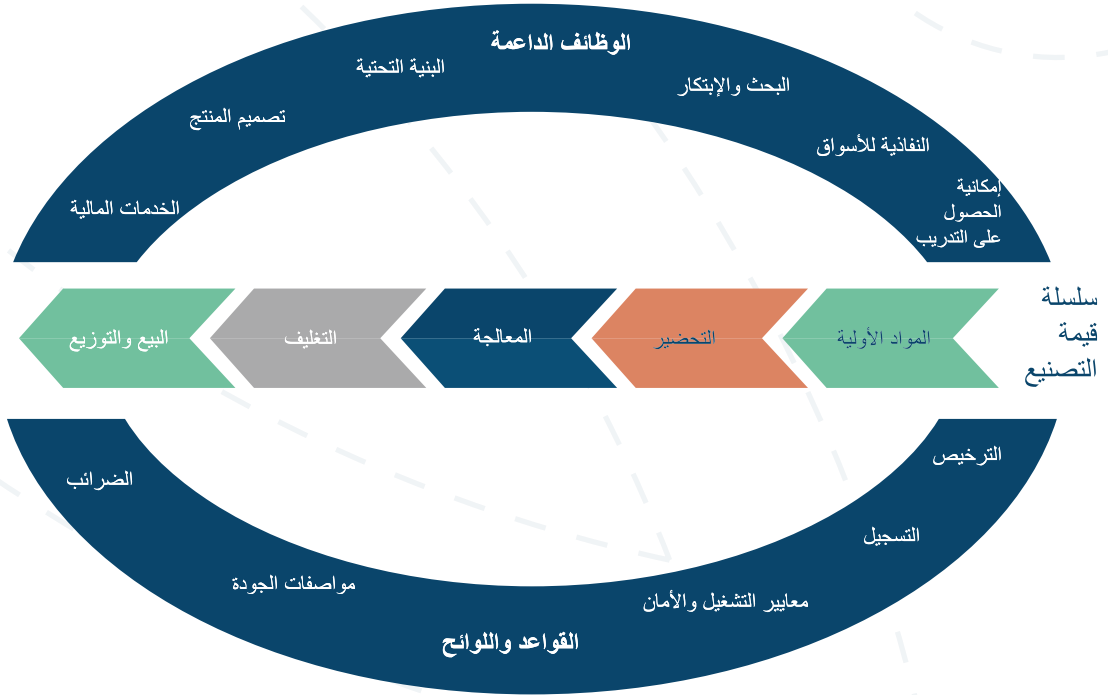 الوظائف الداعمة
البنية التحتية
البحث والإبتكار
تصميم المنتج
النفاذية للأسواق
إمكانية
الحصول
على التدريب
الخدمات المالية
سلسلة
قيمة
التصنيع
المواد الأولية
التحضير
المعالجة
التغليف
البيع والتوزيع
الترخيص
الضرائب
التسجيل
مواصفات الجودة
معايير التشغيل والأمان
القواعد واللوائح